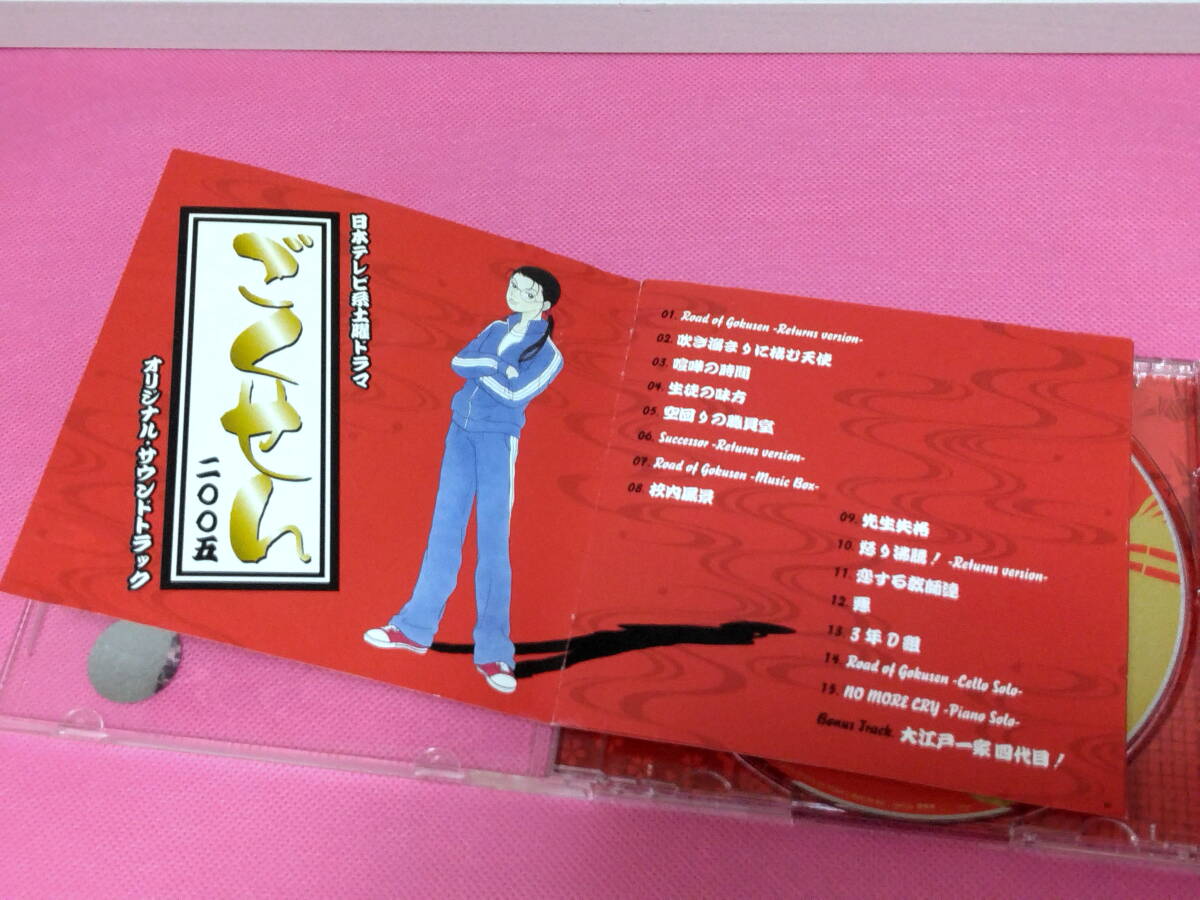 日本テレビ系土曜ドラマ
ごくせん
二〇〇五
オリジナル・サウンドトラック
01. Road of Gokusen -Returns version-
02. 吹き溜まりに棲む天使
03. 喧嘩の時間
04. 生徒の味方
05. 空回りの職員室
06. Successor -Returns version-
07. Road of Gokusen -Music Box-
08. 校内風景
09. 先生失格
10. 怒り沸騰! -Returns version-
11. 恋する教師達
12.
13. 3年D組
14. Road of Gokusen -Cello Solo-
15. NO MORE CRY -Piano Solo-
Bonus Track. 大江戸一家四代目!